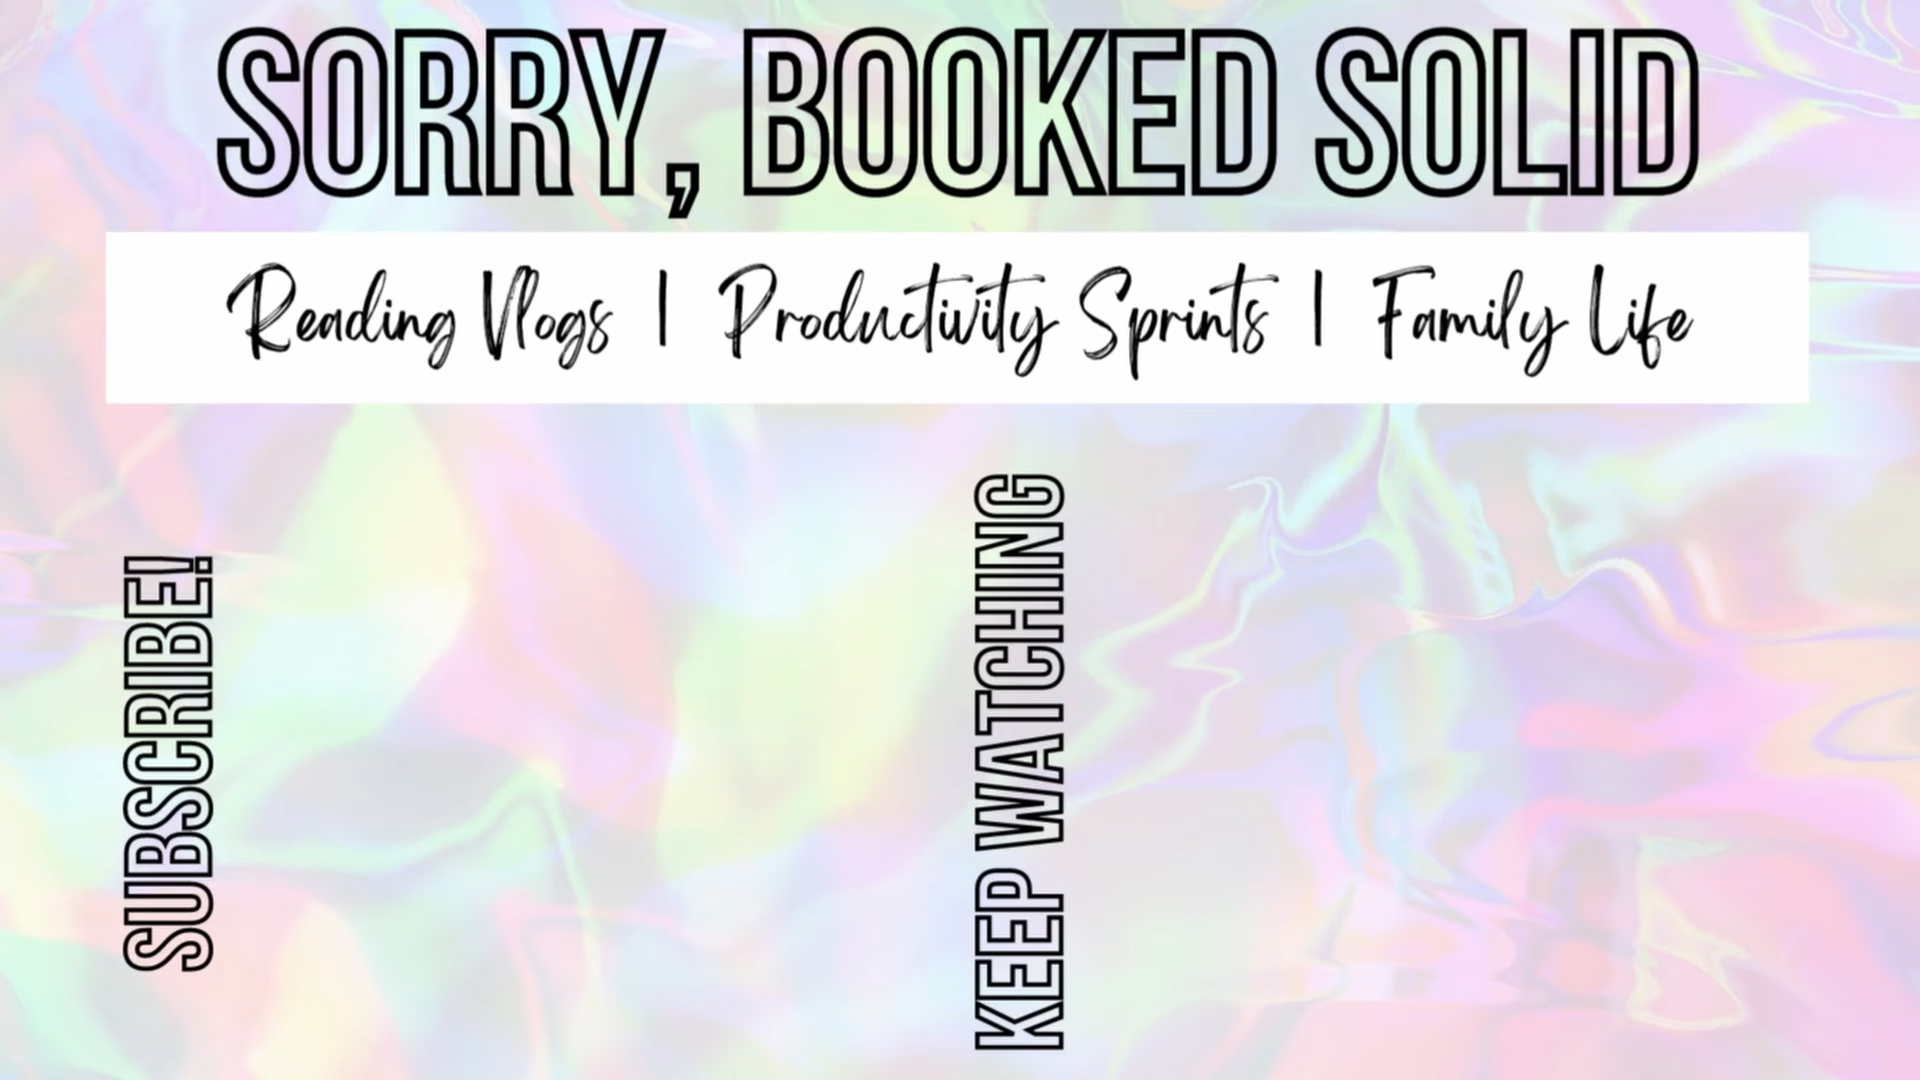 SORRY, BOOKED SOLID
Reading Vlogs | Productivity Sprints | Family Life
SUBSCRIBE!
KEEP WATCHING